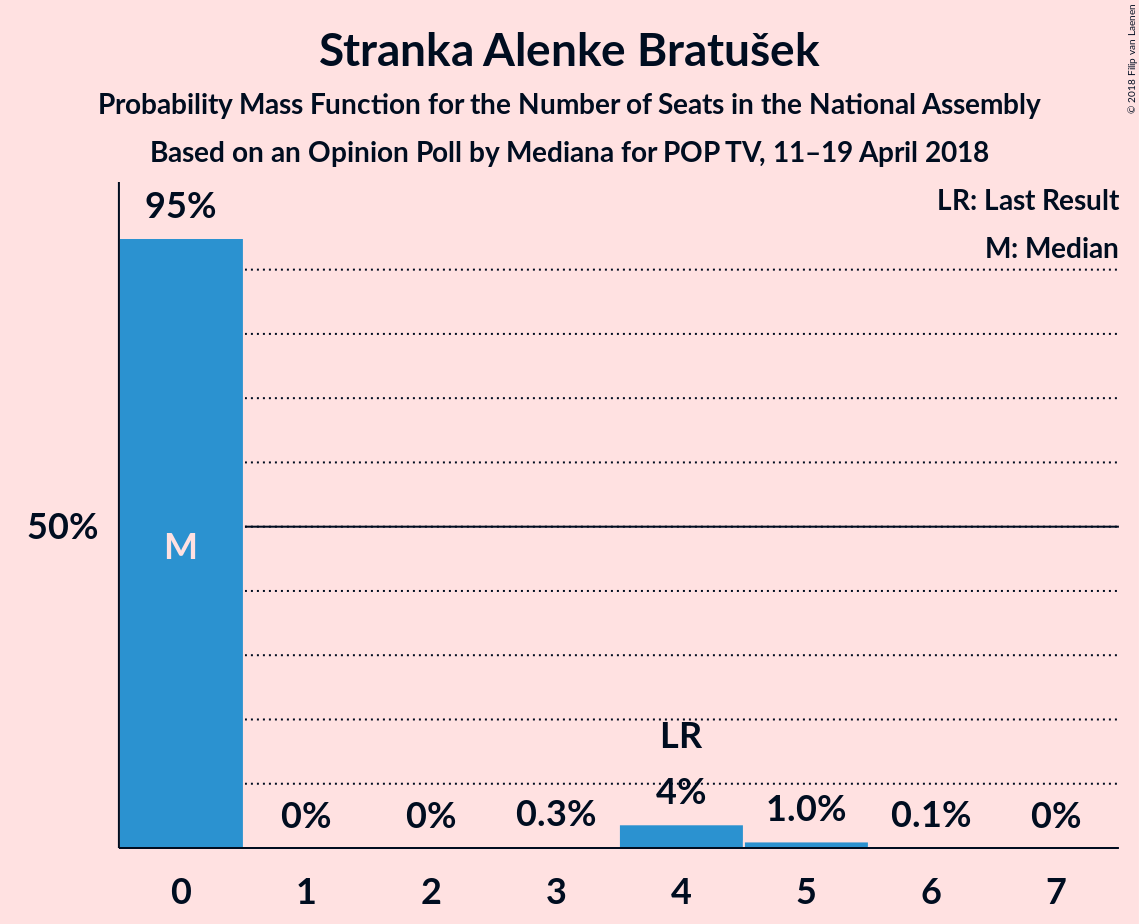 Stranka Alenke Bratušek
Probability Mass Function for the Number of Seats in the National Assembly
Based on an Opinion Poll by Mediana for POP TV, 11–19 April 2018
© 2018 Filip van Laenen
LR: Last Result
M: Median
95%
50%
M
LR
0%
0%
0.3%
4%
1.0%
0.1%
0%
0
1
2
3
4
5
6
7